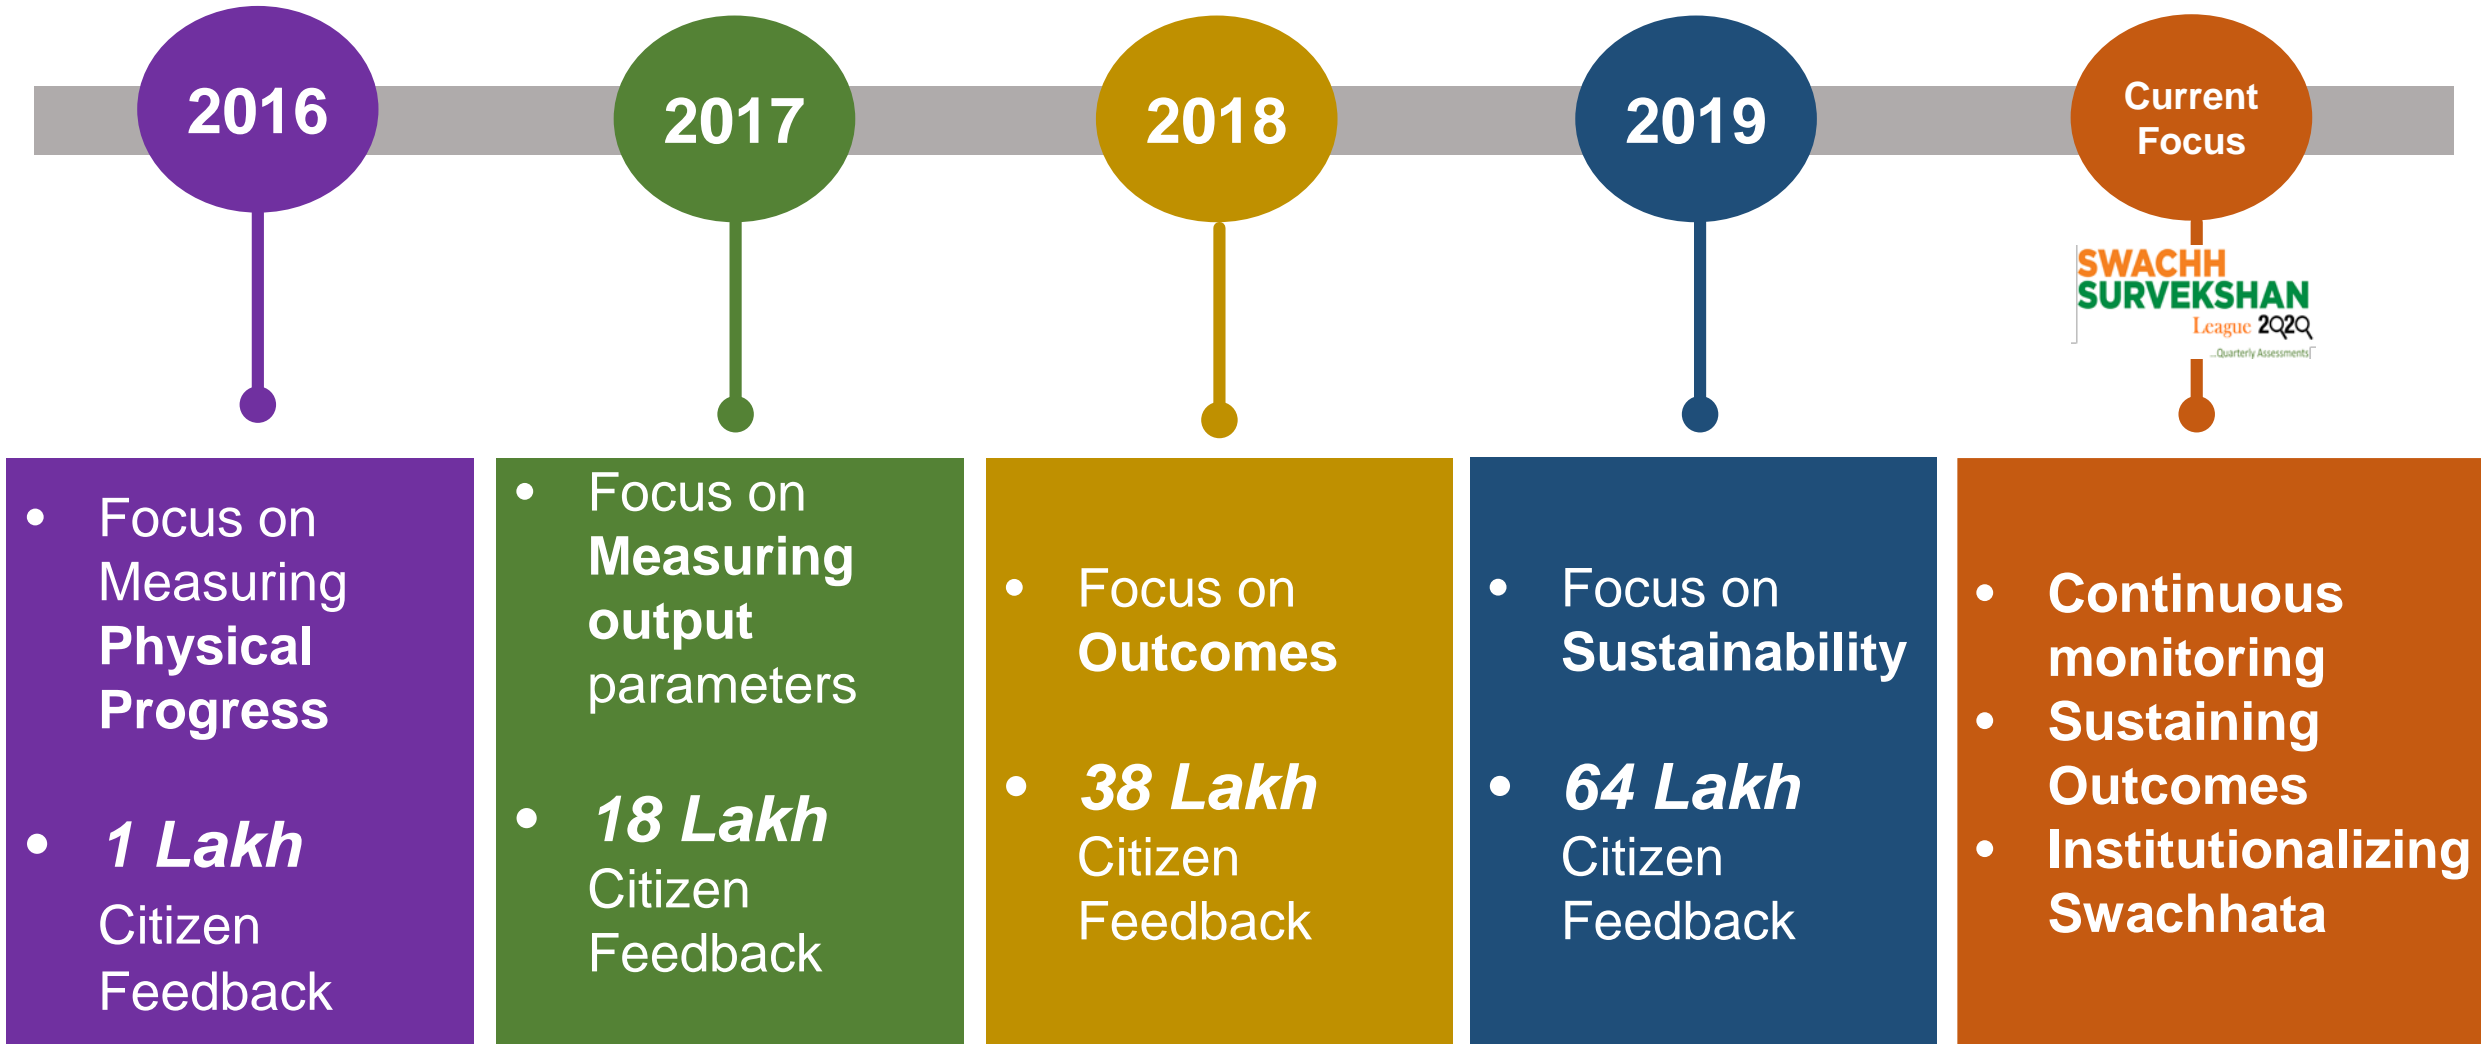 2016
2017
2018
2019
Current
Focus
SWACHH
SURVEKSHAN
League 2020
...Quarterly Assessments
• Focus on
Measuring
Physical
Progress
• 1 Lakh
Citizen
Feedback
• Focus on
Measuring
output
parameters
• 18 Lakh
Citizen
Feedback
• Focus on
Outcomes
• 38 Lakh
Citizen
Feedback
• Focus on
Sustainability
• 64 Lakh
Citizen
Feedback
• Continuous
monitoring
• Sustaining
Outcomes
• Institutionalizing
Swachhata